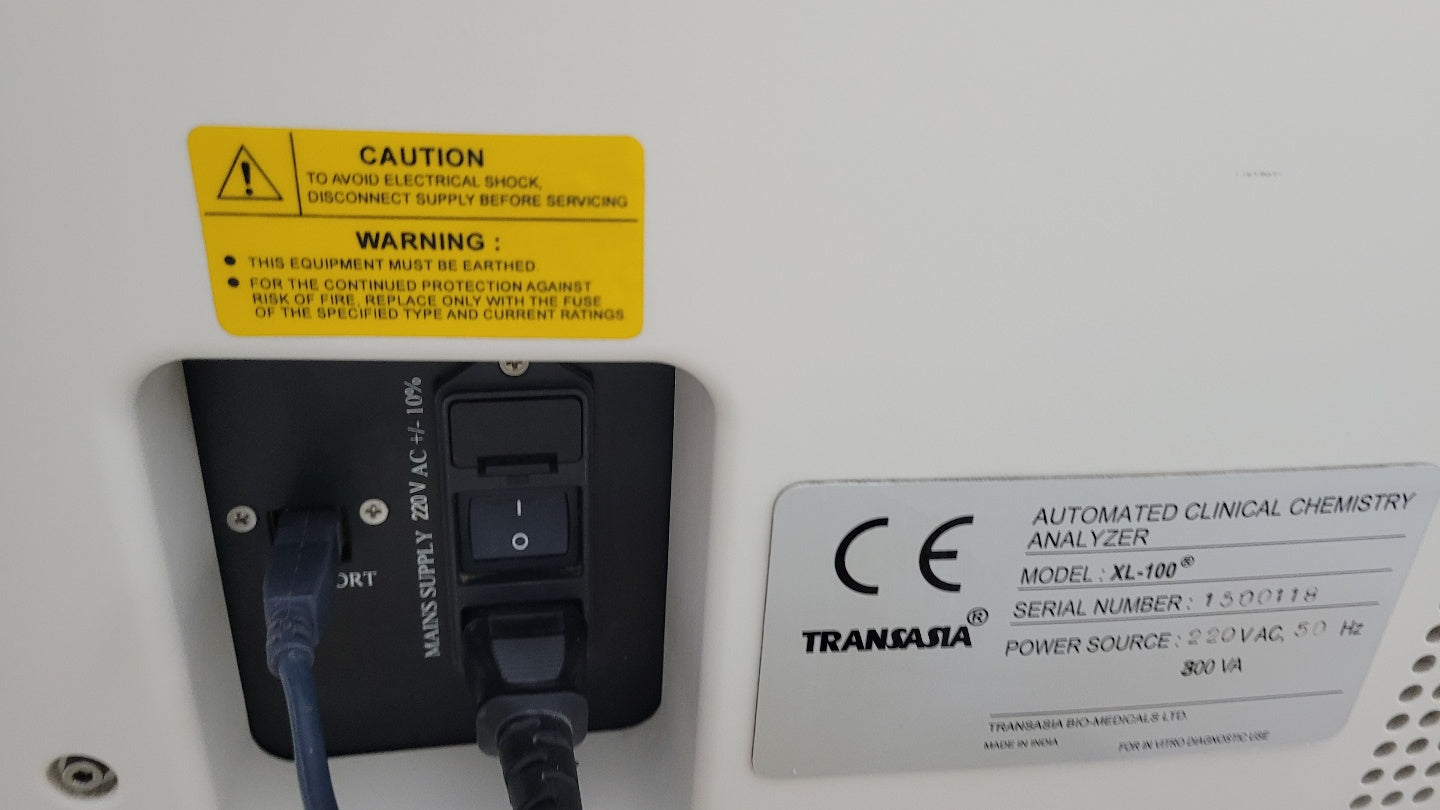 CAUTION
TO AVOID ELECTRICAL SHOCK,
DISCONNECT SUPPLY BEFORE SERVICING
WARNING :
• THIS EQUIPMENT MUST BE EARTHED.
• FOR THE CONTINUED PROTECTION AGAINST
RISK OF FIRE, REPLACE ONLY WITH THE FUSE
OF THE SPECIFIED TYPE AND CURRENT RATINGS.
MAINS SUPPLY 220 V AC +/- 10%
I
O
CE
TRANSASIA®
AUTOMATED CLINICAL CHEMISTRY
ANALYZER
MODEL : XL-100®
SERIAL NUMBER :
POWER SOURCE : 220 V AC, 50 Hz
300 VA
TRANSASIA BIO-MEDICALS LTD.
MADE IN INDIA
FOR IN VITRO DIAGNOSTIC USE